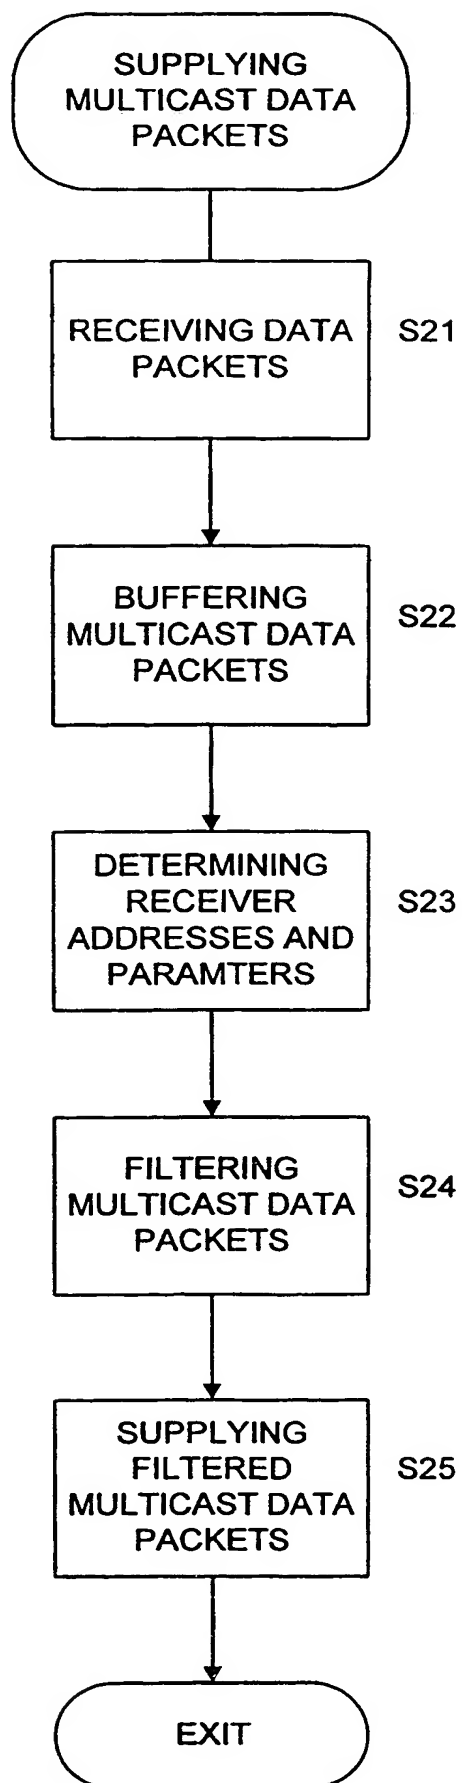 SUPPLYING
MULTICAST DATA
PACKETS
RECEIVING DATA
PACKETS
S21
BUFFERING
MULTICAST DATA
PACKETS
S22
DETERMINING
RECEIVER
ADDRESSES AND
PARAMTERS
S23
FILTERING
MULTICAST DATA
PACKETS
S24
SUPPLYING
FILTERED
MULTICAST DATA
PACKETS
S25
EXIT